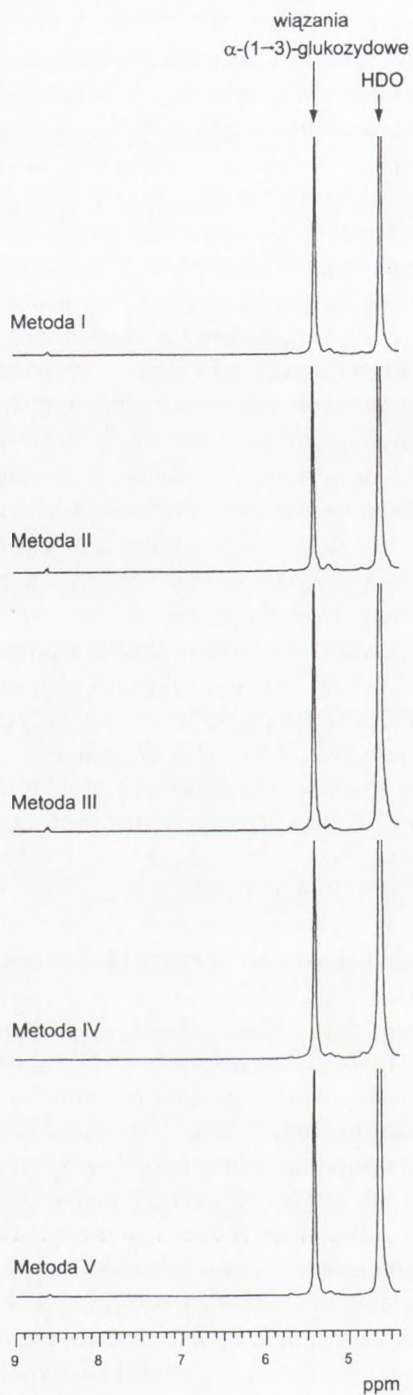 wiązania
α-(1→3)-glukozydowe
HDO
Metoda I
Metoda II
Metoda III
Metoda IV
Metoda V
9 8 7 6 5
ppm